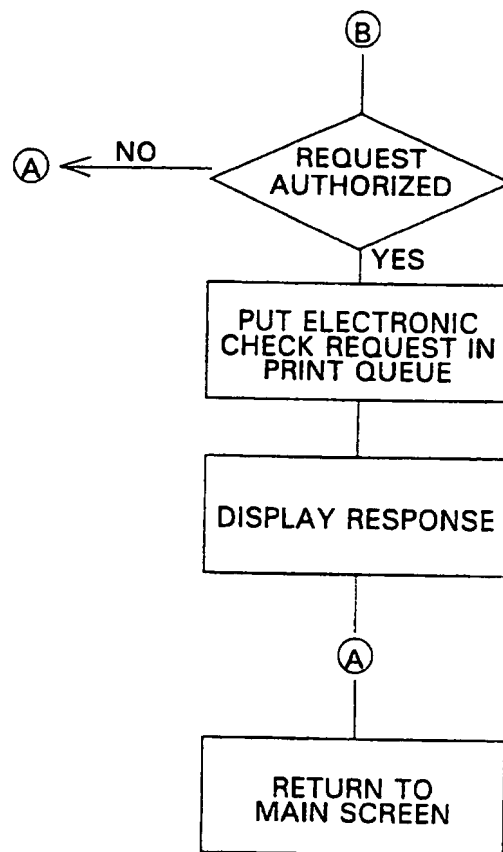 B
REQUEST
AUTHORIZED
NO
A
YES
PUT ELECTRONIC
CHECK REQUEST IN
PRINT QUEUE
DISPLAY RESPONSE
A
RETURN TO
MAIN SCREEN